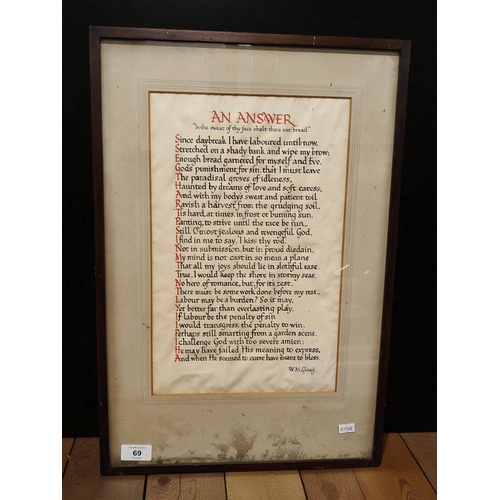 AN ANSWER
"In the sweat of thy face shalt thou eat bread."
Since daybreak I have laboured until now,
Stretched on a shady bank and wipe my brow;
Enough bread garnered for myself and Eve.
God's punishment for sin, that I must leave
The paradisal groves of idleness,
Haunted by dreams of love and soft caress,
And with my body's sweat and patient toil
Ravish a harvest from the grudging soil,
Tis hard, at times, in frost or burning sun,
Panting, to strive until the race be run...
Still O most jealous and revengeful God,
I find in me to say, 'I kiss thy rod,
Not in submission, but in proud disdain,
My mind is not cast in so mean a plane
That all my joys should lie in slothful ease.
True, I would keep the shore in stormy seas,
No hero of romance, but, for its zest,
There must be some work done before my rest.,
Labour may be a burden? So it may,
Yet better far than everlasting play.
If labour be the penalty of sin
I would transgress, the penalty to win.
Perhaps still smarting from a garden scene
I challenge God with too severe a mien:
He may have failed His meaning to express,
And when He seemed to curse have meant to bless.
W. M.
69